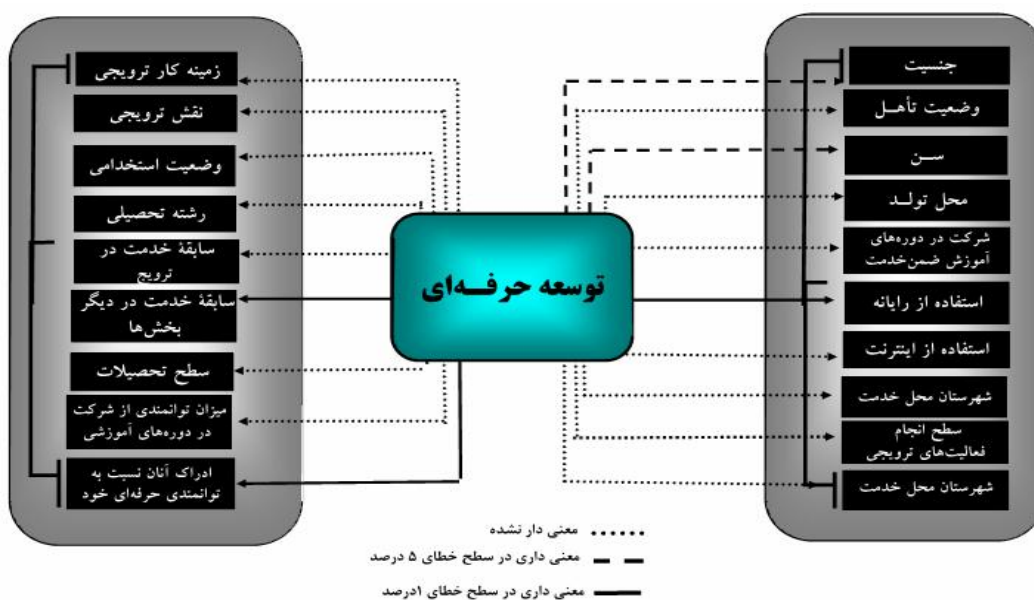 جنسیت
وضعیت تأهـل
ســن
محل تولـد
شرکت در دوره‌های
آموزش ضمن‌خدمت
استفاده از رایانه
استفاده از اینترنت
شهرستان محل خدمت
سطح انجام
فعالیت‌های ترویجی
شهرستان محل خدمت
توسعه حرفـه‌ای
زمینه کار ترویجی
نقش ترویجی
وضعیت استخدامی
رشته تحصیلی
سابقهٔ خدمت در
ترویج
سابقهٔ خدمت در دیگر
بخش‌ها
سطح تحصیلات
میزان توانمندی از شرکت
در دوره‌های آموزشی
ادراک آنان نسبت به
توانمندی حرفه‌ای خود
معنی دار نشده
معنی داری در سطح خطای ۵ درصد
معنی داری در سطح خطای ۱درصد